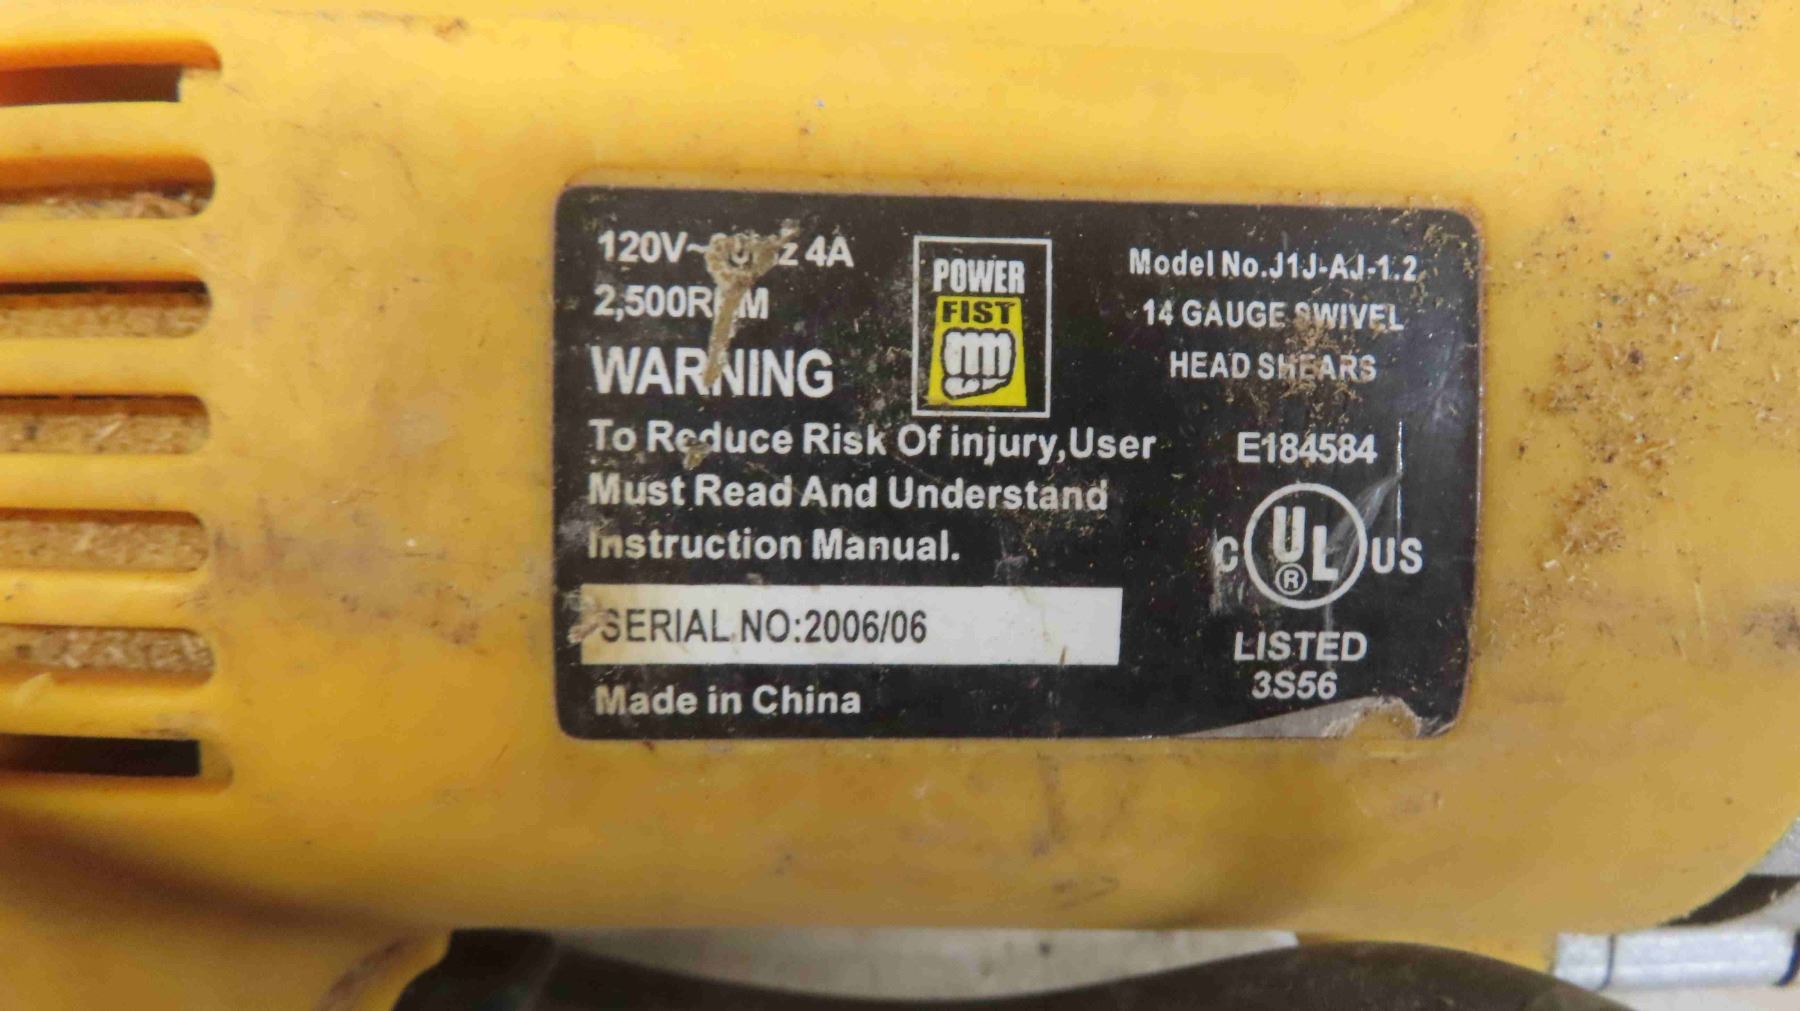 120V~ 4A
2,500RPM
WARNING
To Reduce Risk Of injury,User
Must Read And Understand
Instruction Manual.
SERIAL NO:2006/06
Made in China
POWER
FIST
Model No.J1J-AJ-1.2
14 GAUGE SWIVEL
HEAD SHEARS
E184584
C UL US
®
LISTED
3S56